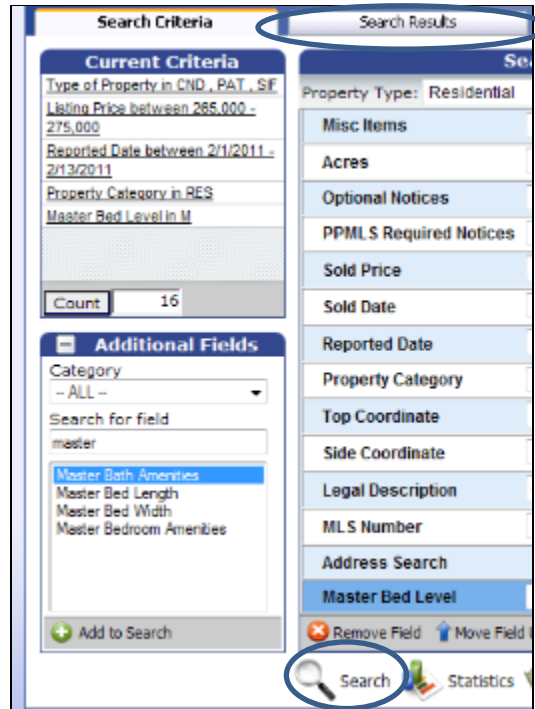 Search Criteria
Search Results
Current Criteria
Type of Property in CND , PAT , SIF
Listing Price between 265,000 -
275,000
Reported Date between 2/1/2011 -
2/13/2011
Property Category in RES
Master Bed Level in M
Count 16
Additional Fields
Category
-- ALL --
Search for field
master
Master Bath Amenities
Master Bed Length
Master Bed Width
Master Bedroom Amenities
Add to Search
Property Type: Residential
Misc Items
Acres
Optional Notices
PPMLS Required Notices
Sold Price
Sold Date
Reported Date
Property Category
Top Coordinate
Side Coordinate
Legal Description
MLS Number
Address Search
Master Bed Level
Remove Field Move Field
Search Statistics